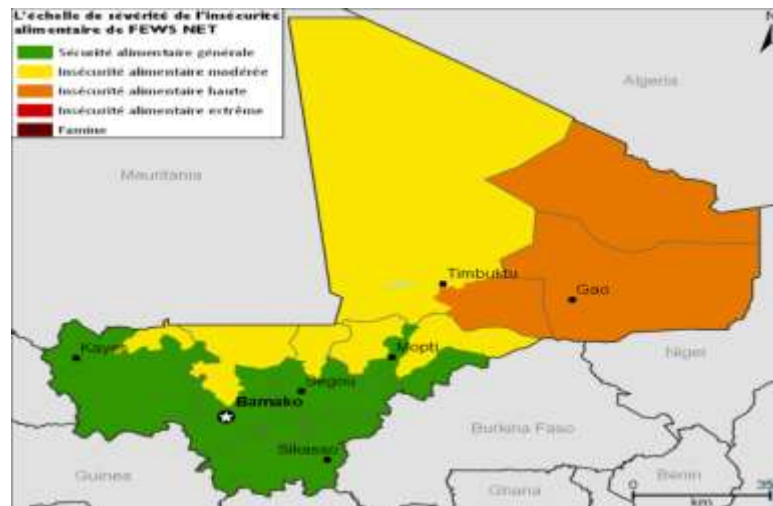 L'échelle de sévérité de l'insécurité
alimentaire de FEWS NET
Sécurité alimentaire générale
Insécurité alimentaire modérée
Insécurité alimentaire haute
Insécurité alimentaire extrême
Famine
N
Algeria
Mauritania
Timbuktu
Gao
Kayes
Mopti
Niger
Segou
Bamako
Burkina Faso
Sikasso
Guinea
Benin
Ghana
0 35
km